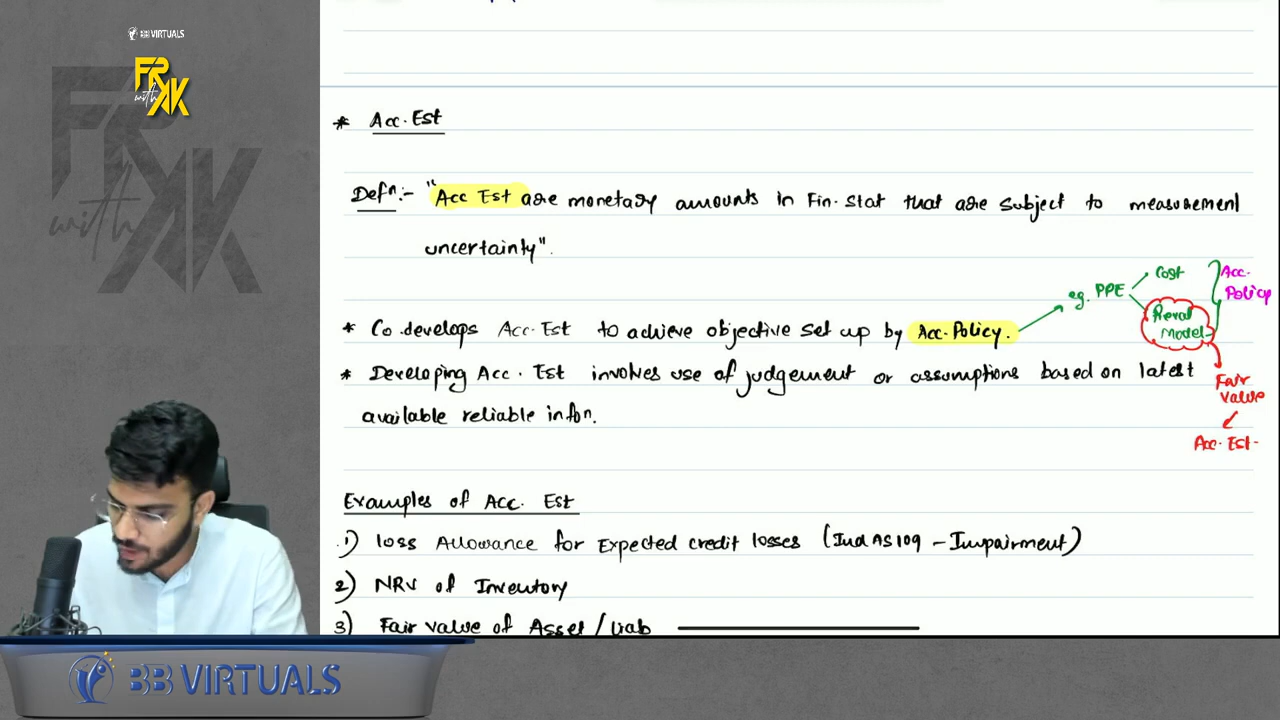 BB VIRTUALS
FR
with
AK
FR
with
AK
* Acc. Est
Defn:- "Acc Est are monetary amounts in Fin. Stat that are subject to measurement
uncertainty".
* Co develops Acc. Est to achieve objective set up by Acc. Policy.
eg. PPE
Cost
Reval
Model
Acc.
Policy
Fair
Value
Acc. Est.
* Developing Acc. Est involves use of judgement or assumptions based on latest
available reliable infon.
Examples of Acc. Est
1) loss Allowance for Expected credit losses (Ind AS 109 - Impairment)
2) NRV of Inventory
3) Fair value of Asset / Liab
BB VIRTUALS